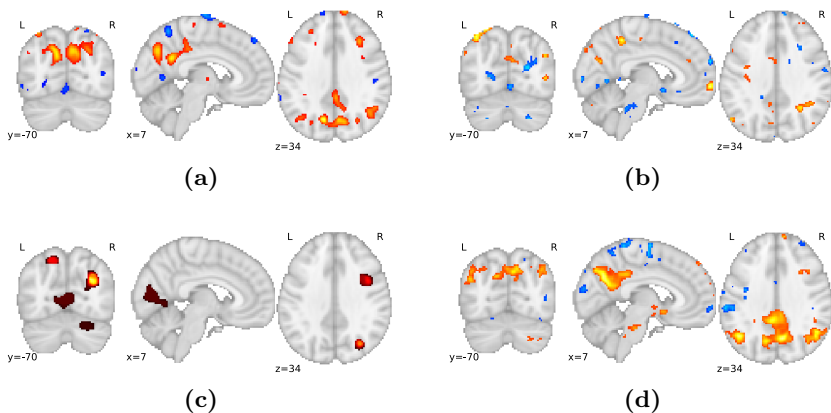 L R L R
y=-70 x=7 L R z=34
(a)
L R L R
y=-70 x=7 z=34
(b)
L R L R
y=-70 x=7 z=34
(c)
L R L R
y=-70 x=7 z=34
(d)